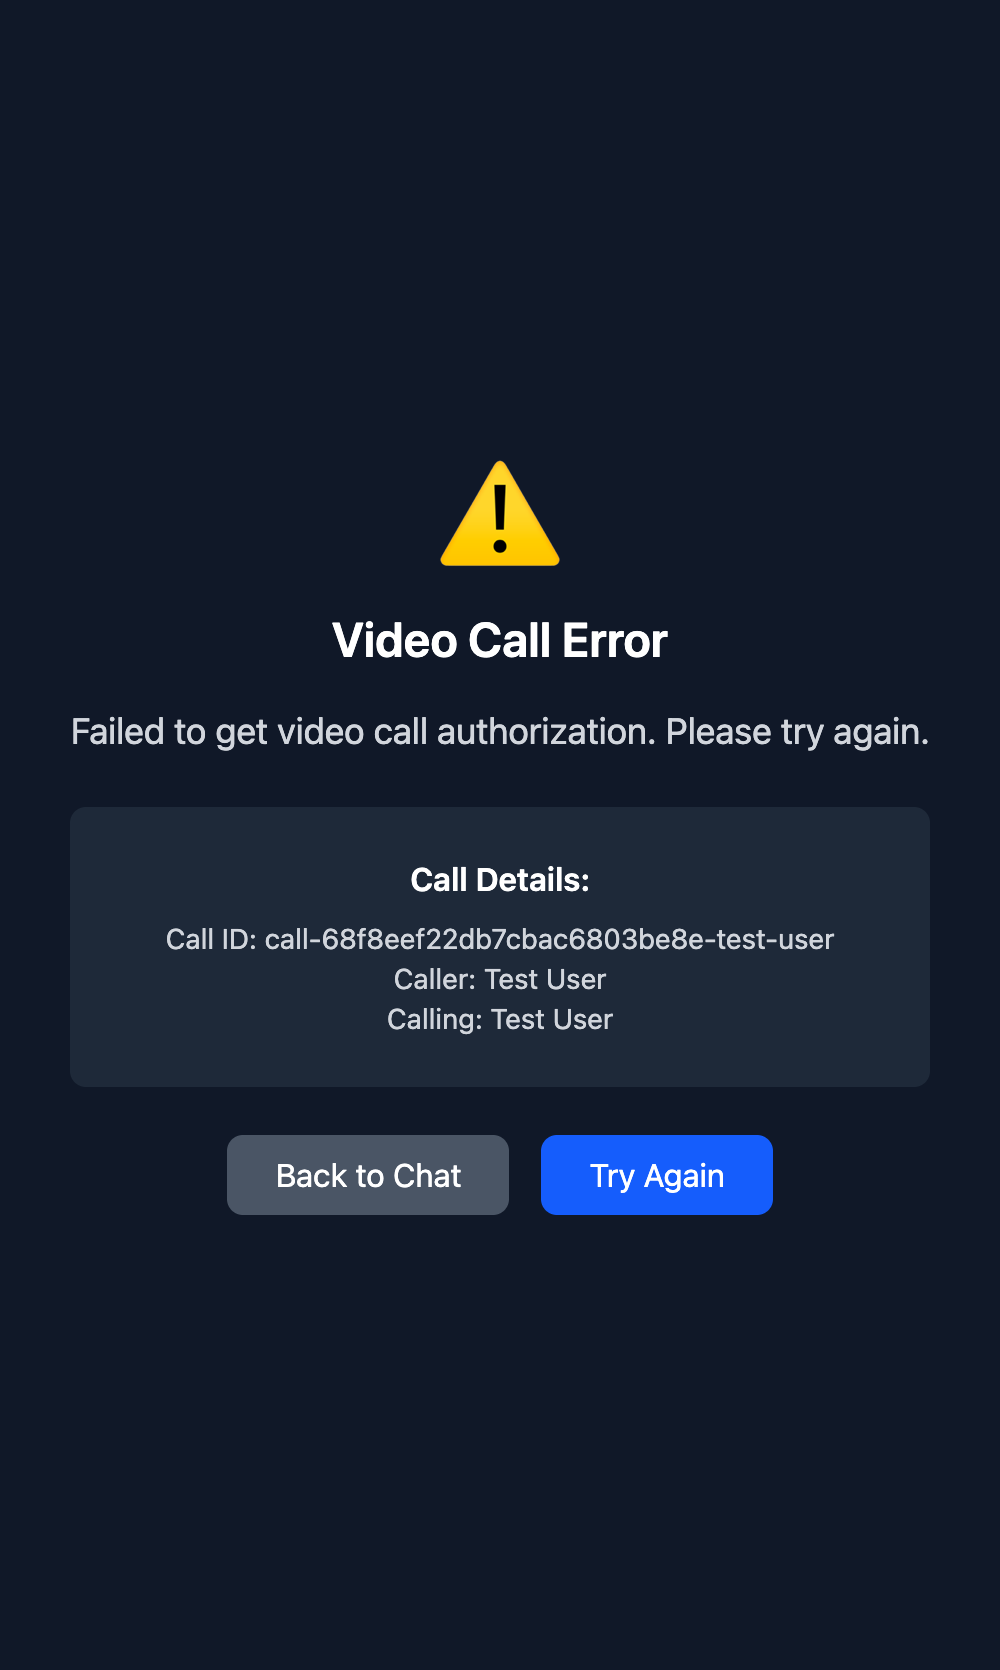 Video Call Error
Failed to get video call authorization. Please try again.
Call Details:
Call ID: call-68f8eef22db7cbac6803be8e-test-user
Caller: Test User
Calling: Test User
Back to Chat
Try Again